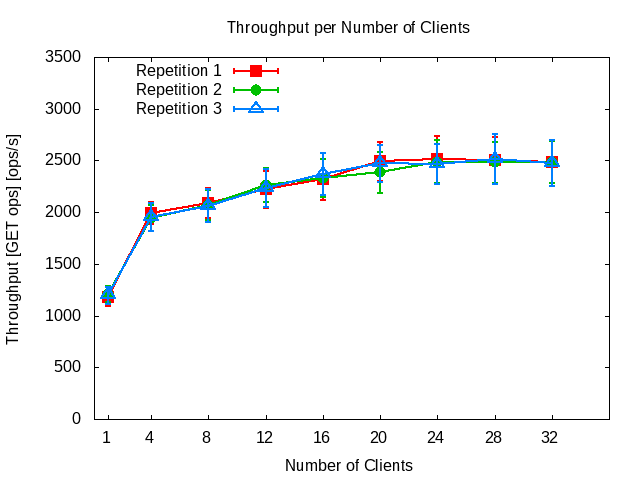 Throughput per Number of Clients
3500
3000
2500
2000
1500
1000
500
0
Repetition 1
Repetition 2
Repetition 3
Throughput [GET ops] [ops/s]
1 4 8 12 16 20 24 28 32
Number of Clients